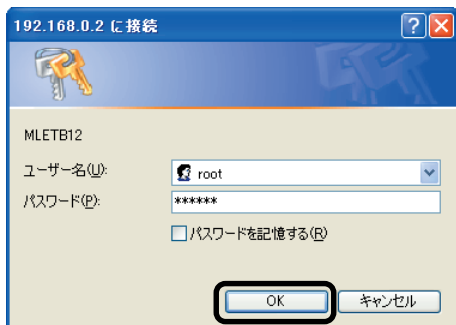 192.168.0.2 に接続
MLETB12
ユーザー名(U):
root
パスワード(P):
******
パスワードを記憶する(R)
OK
キャンセル